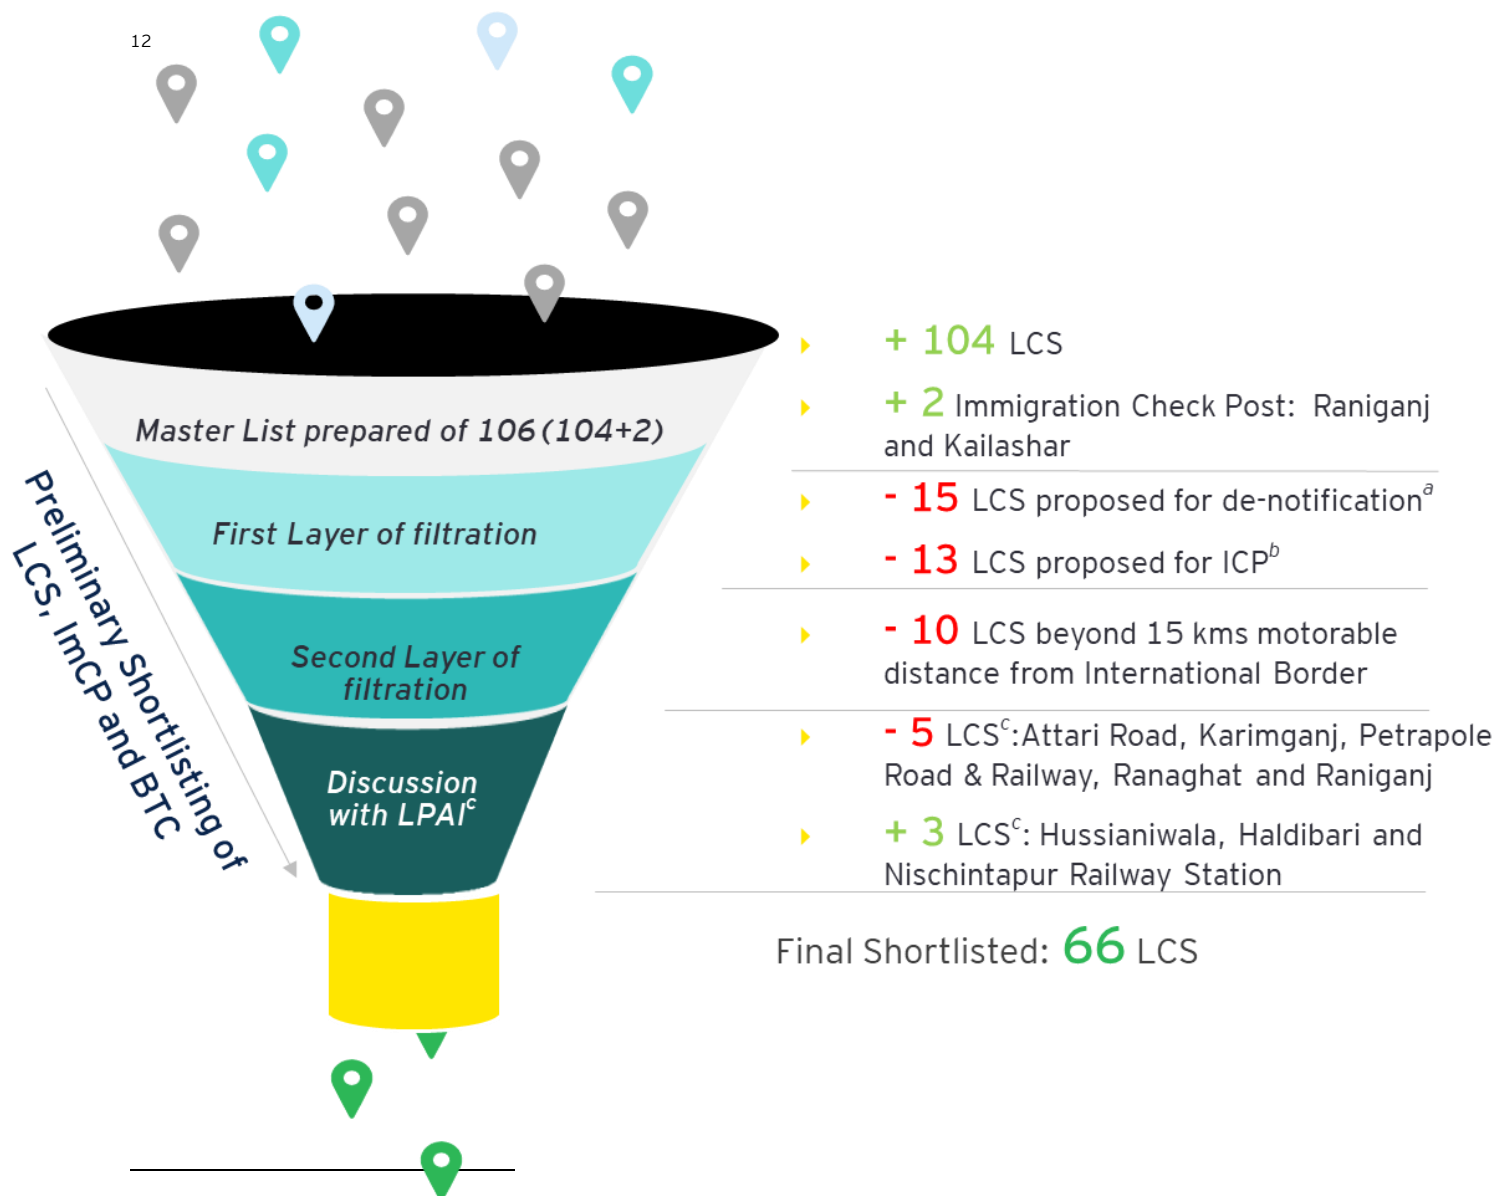 12
+ 104 LCS
+ 2 Immigration Check Post: Raniganj
and Kailashar
Master List prepared of 106 (104+2)
- 15 LCS proposed for de-notificationᵃ
First Layer of filtration
- 13 LCS proposed for ICPᵇ
- 10 LCS beyond 15 kms motorable
distance from International Border
Second Layer of
filtration
- 5 LCSᶜ:Attari Road, Karimganj, Petrapole
Road & Railway, Ranaghat and Raniganj
Discussion
with LPAIᶜ
+ 3 LCSᶜ: Hussianiwala, Haldibari and
Nischintapur Railway Station
Preliminary Shortlisting of
LCS, ImCP and BTC
Final Shortlisted: 66 LCS